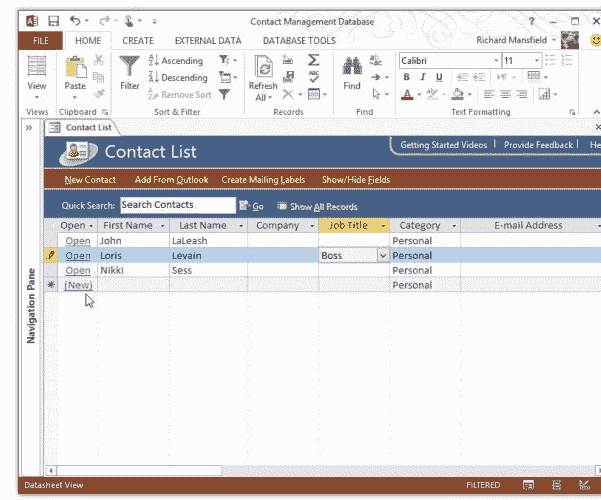 Contact Management Database
?
FILE HOME CREATE EXTERNAL DATA DATABASE TOOLS Richard Mansfield
View Paste Filter Ascending Descending Remove Sort Refresh All Find Calibri 11
B I U A
Views Clipboard Sort & Filter Records Find Text Formatting
Contact List
Contact List Getting Started Videos Provide Feedback He
New Contact Add From Outlook Create Mailing Labels Show/Hide Fields
Quick Search: Search Contacts Go Show All Records
Open First Name Last Name Company Job Title Category E-mail Address
Open John LaLeash Personal
Open Loris Levain Boss Personal
Open Nikki Sess Personal
(New) Personal
Navigation Pane
Datasheet View FILTERED